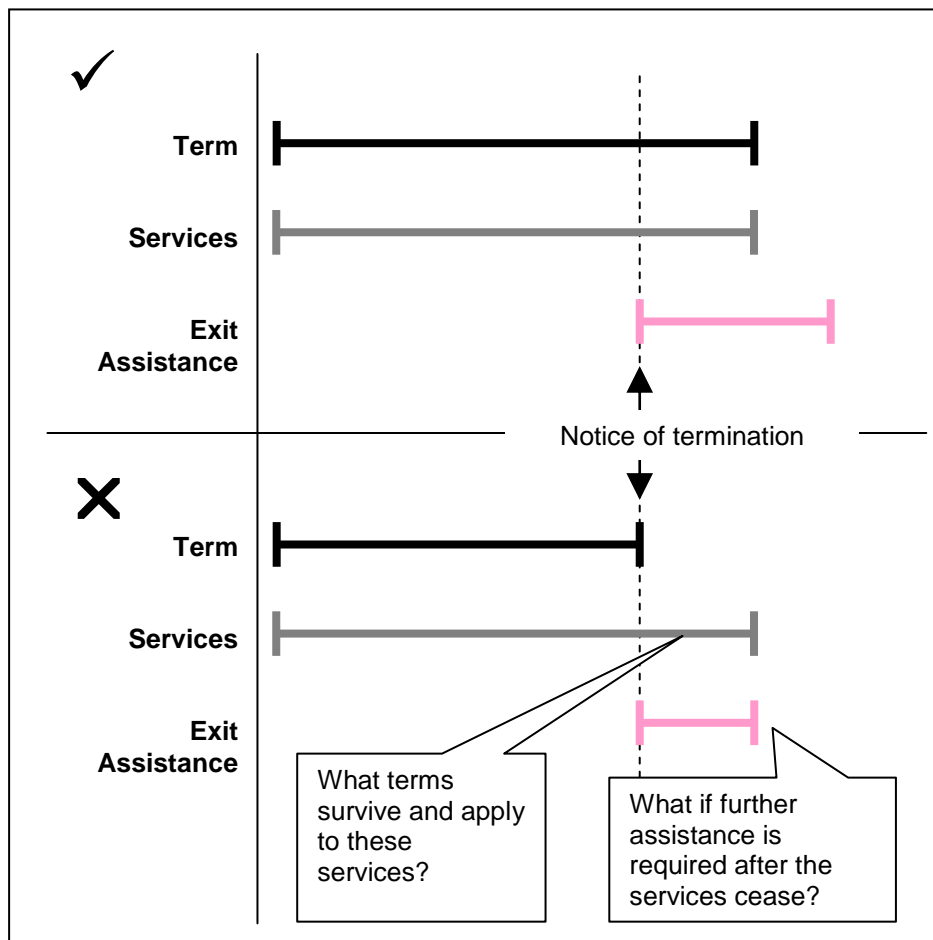 Term
Services
Exit
Assistance
Notice of termination
Term
Services
Exit
Assistance
What terms
survive and apply
to these
services?
What if further
assistance is
required after the
services cease?